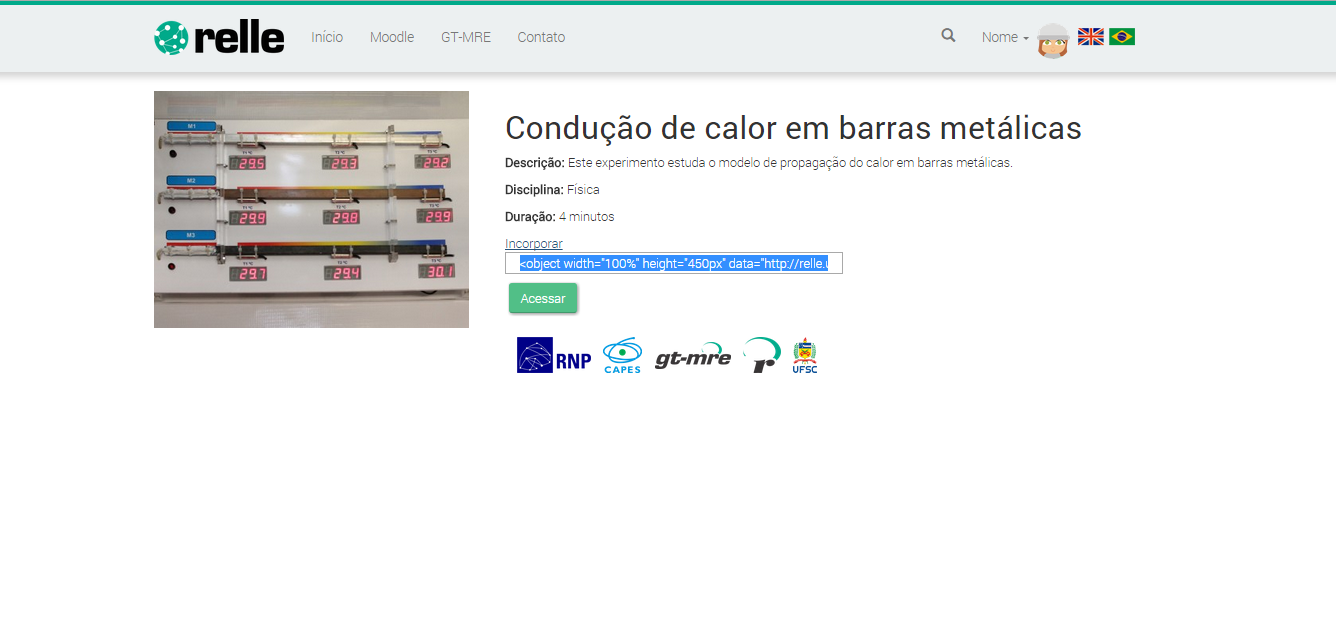 relle
Início Moodle GT-MRE Contato
Nome
M1
29.5 29.3 29.2
M2
29.9 29.8 29.9
M3
29.7 29.4 30.1
Condução de calor em barras metálicas
Descrição: Este experimento estuda o modelo de propagação do calor em barras metálicas.
Disciplina: Física
Duração: 4 minutos
Incorporar
<object width="100%" height="450px" data="http://relle.
Acessar
RNP CAPES gt-mre r UFSC